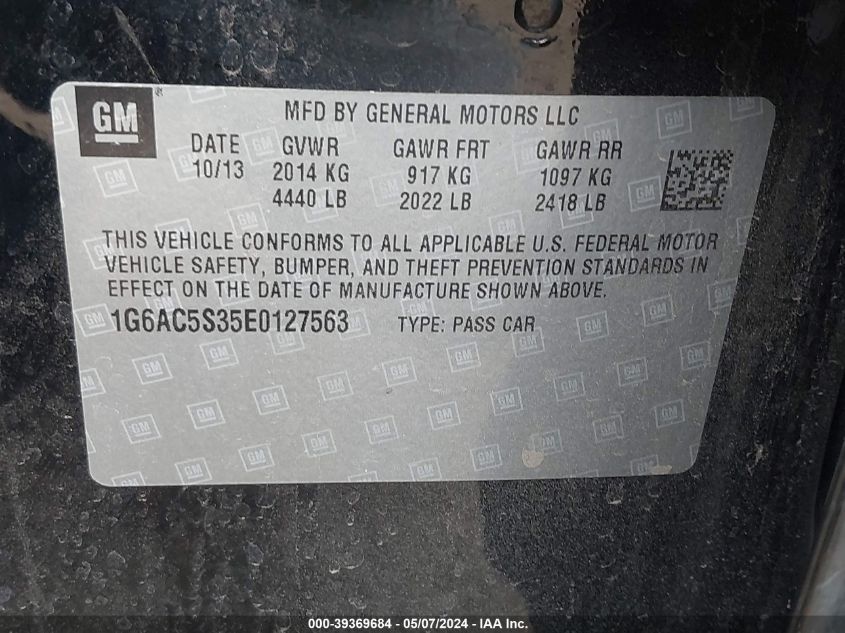 GM ®
MFD BY GENERAL MOTORS LLC
DATE GVWR GAWR FRT GAWR RR
10/13 2014 KG 917 KG 1097 KG
4440 LB 2022 LB 2418 LB
THIS VEHICLE CONFORMS TO ALL APPLICABLE U.S. FEDERAL MOTOR
VEHICLE SAFETY, BUMPER, AND THEFT PREVENTION STANDARDS IN
EFFECT ON THE DATE OF MANUFACTURE SHOWN ABOVE.
1G6AC5S35E0127563 TYPE: PASS CAR
000-39369684 - 05/07/2024 - IAA Inc.